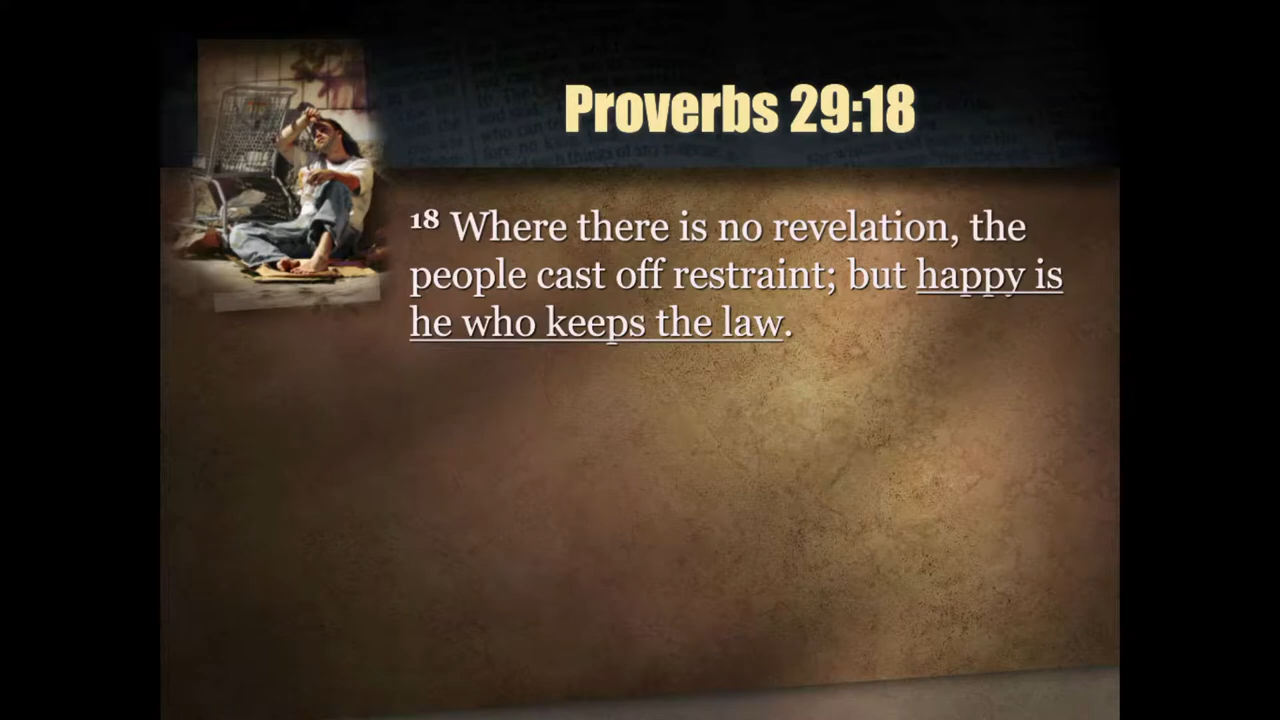 Proverbs 29:18
18 Where there is no revelation, the
people cast off restraint; but happy is
he who keeps the law.